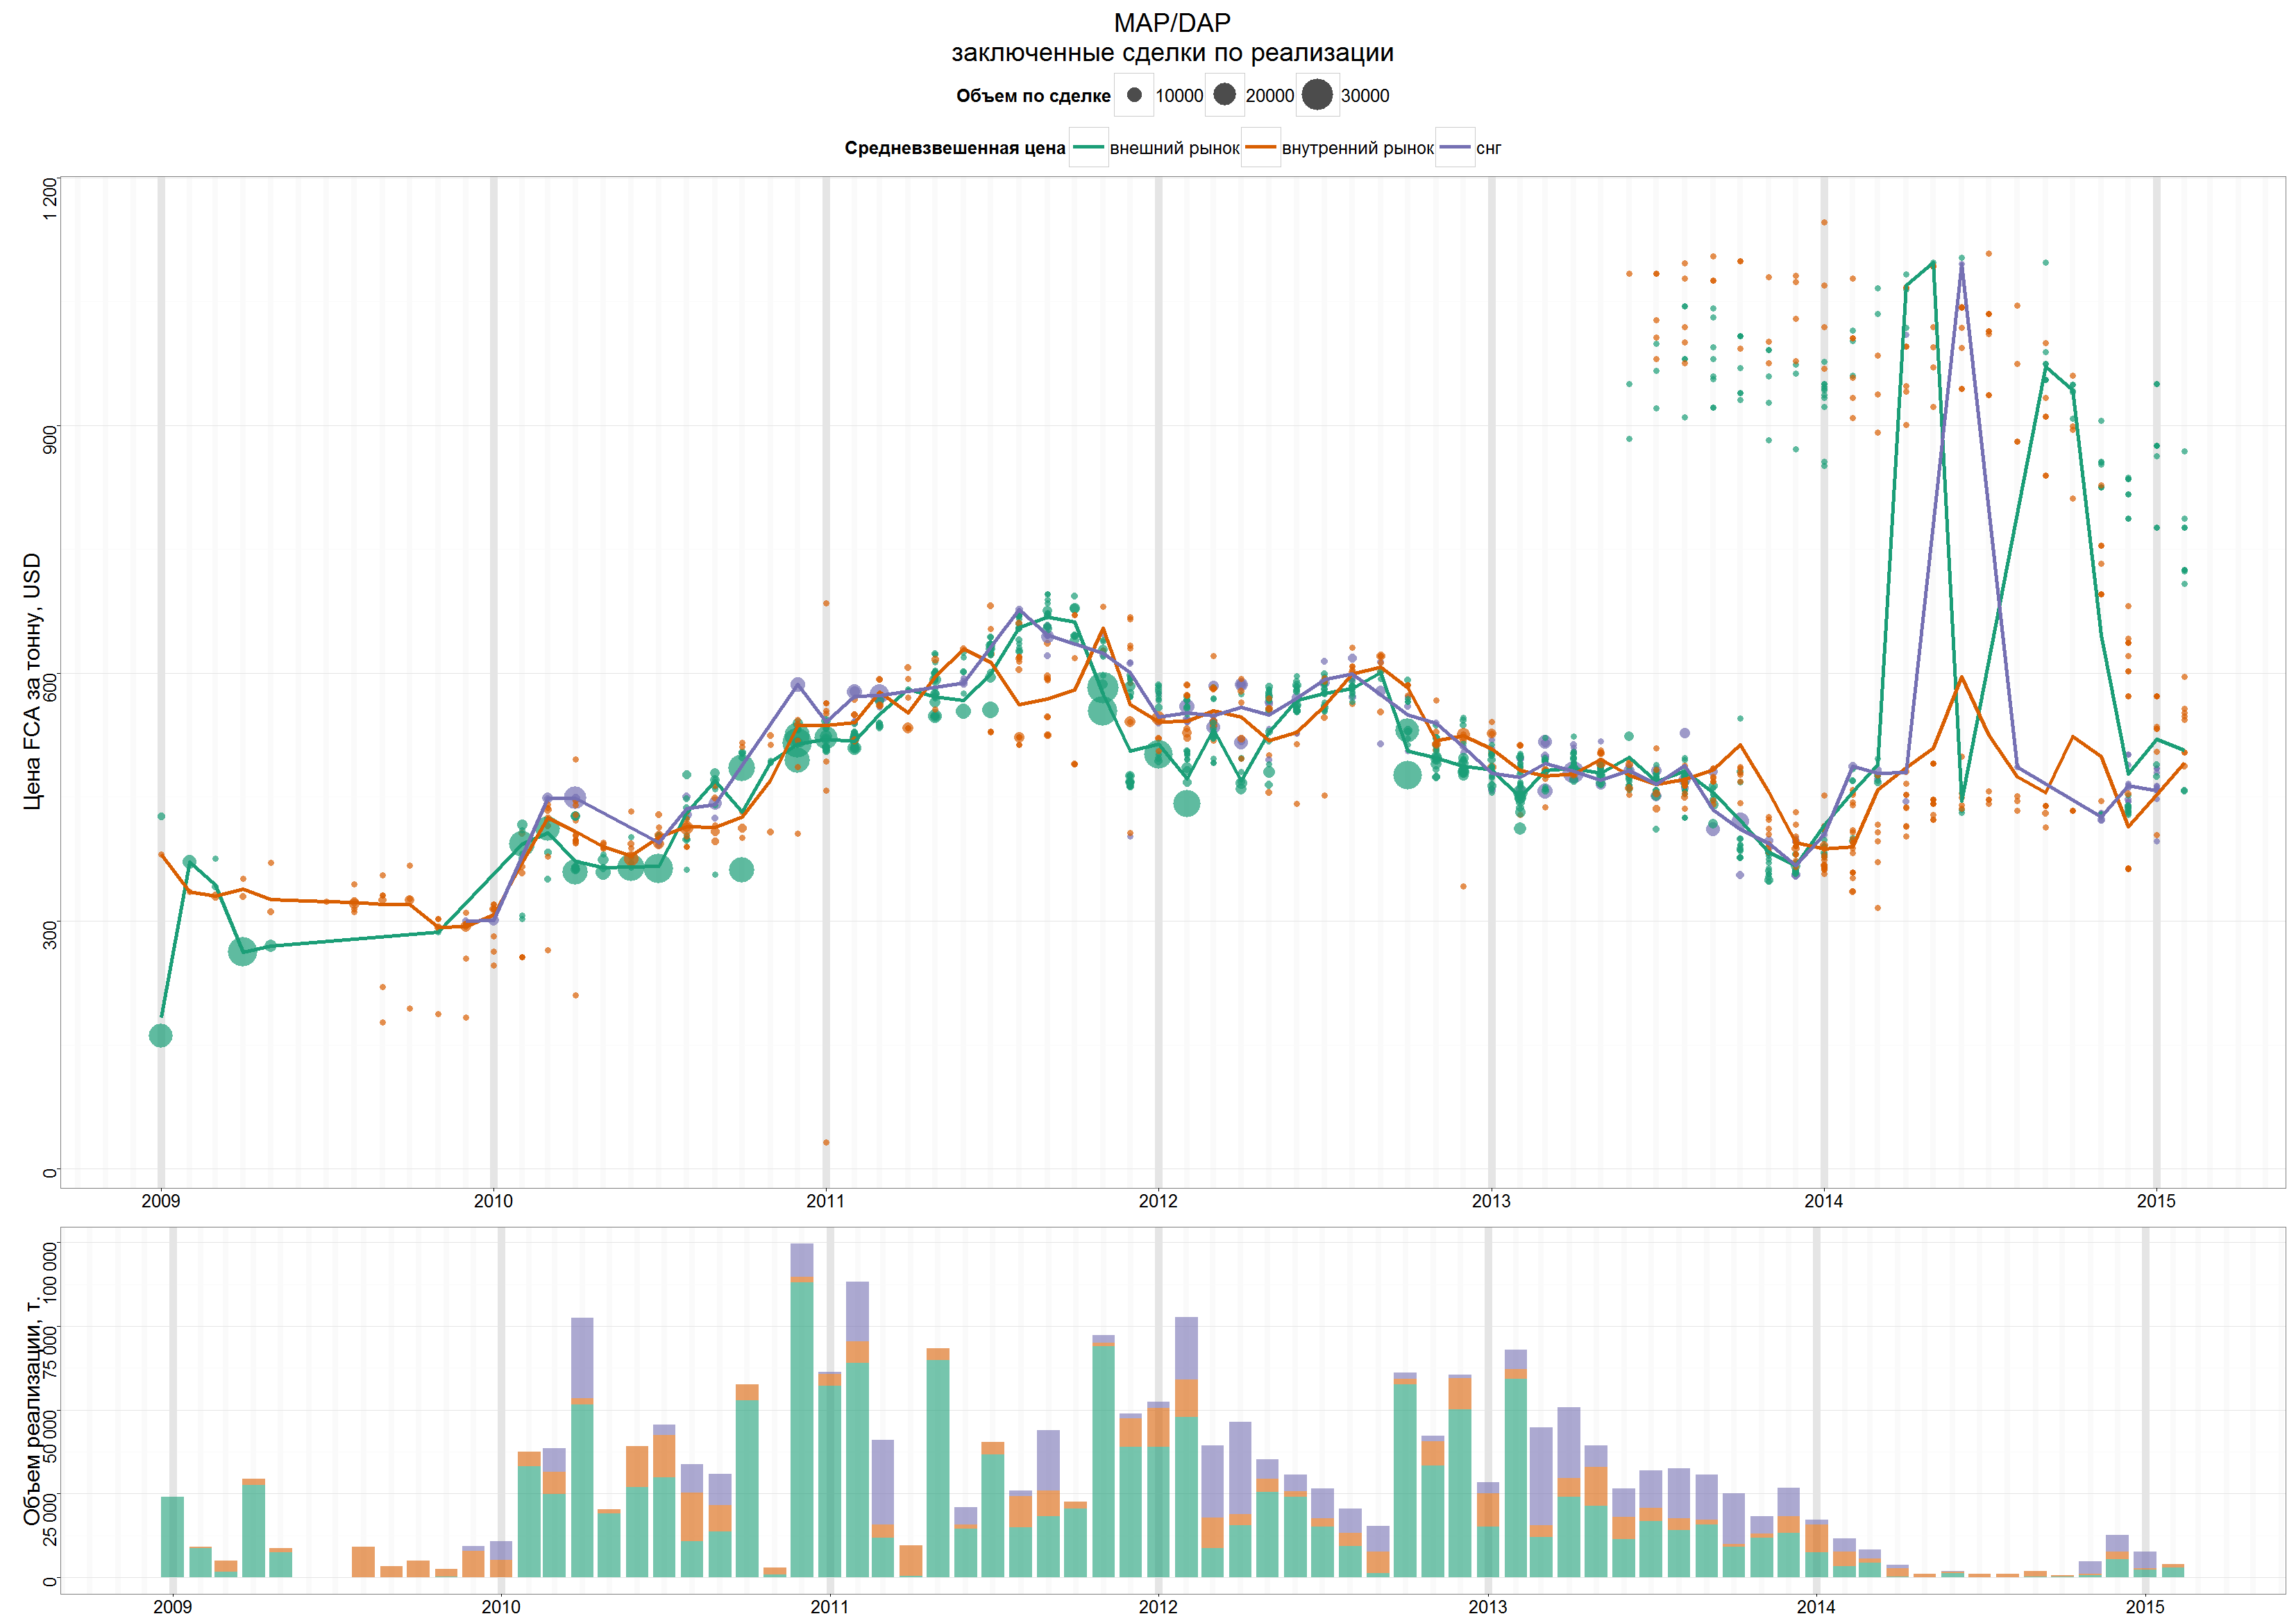 MAP/DAP
заключенные сделки по реализации
Объем по сделке 10000 20000 30000
Средневзвешенная цена внешний рынок внутренний рынок снг
Цена FCA за тонну, USD
1 200
900
600
300
0
2009 2010 2011 2012 2013 2014 2015
Объем реализации, т.
100 000
75 000
50 000
25 000
0
2009 2010 2011 2012 2013 2014 2015